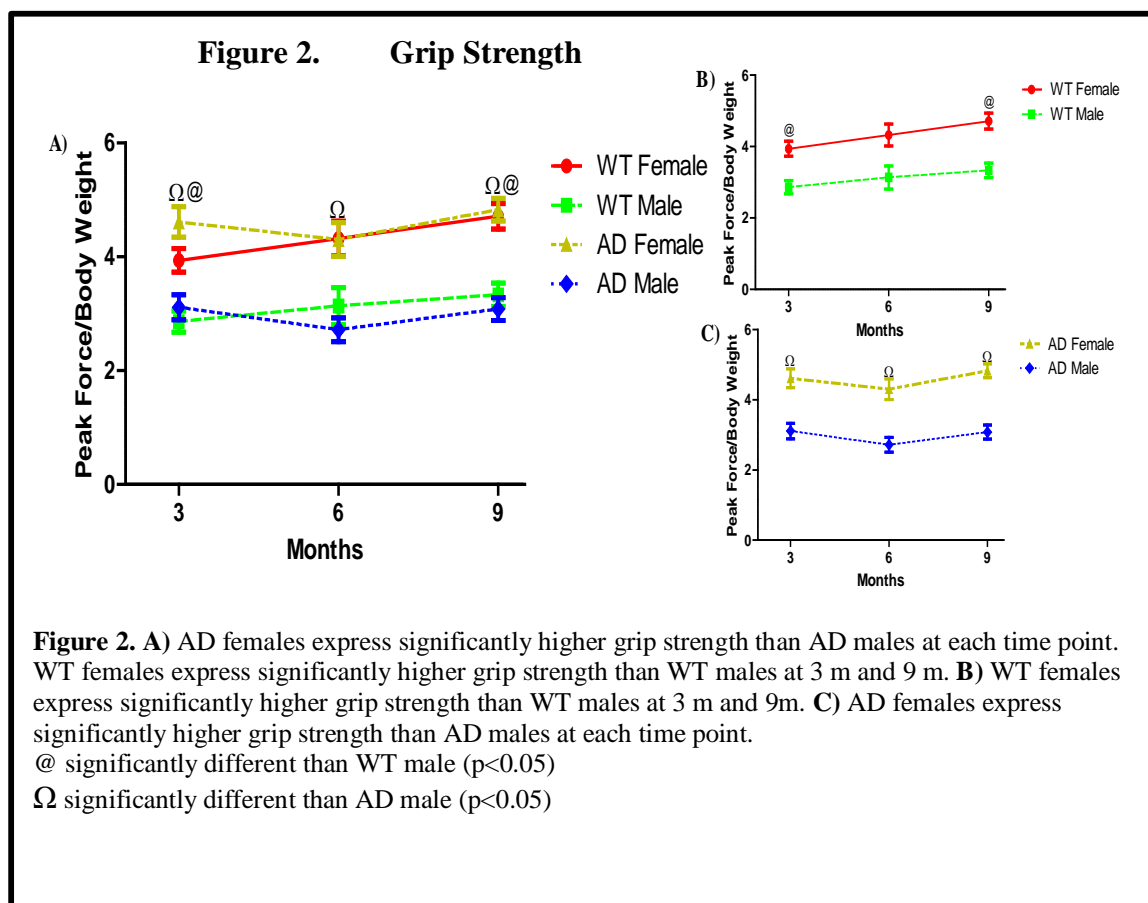 Figure 2. Grip Strength
A)
Peak Force/Body Weight
6
4
2
0
Ω@
Ω
Ω@
3
6
9
Months
WT Female
WT Male
AD Female
AD Male
B)
Peak Force/Body Weight
6
4
2
0
@
@
3
6
9
Months
WT Female
WT Male
C)
Peak Force/Body Weight
6
4
2
0
Ω
Ω
Ω
3
6
9
Months
AD Female
AD Male
Figure 2. A) AD females express significantly higher grip strength than AD males at each time point.
WT females express significantly higher grip strength than WT males at 3 m and 9 m. B) WT females
express significantly higher grip strength than WT males at 3 m and 9m. C) AD females express
significantly higher grip strength than AD males at each time point.
@ significantly different than WT male (p<0.05)
Ω significantly different than AD male (p<0.05)